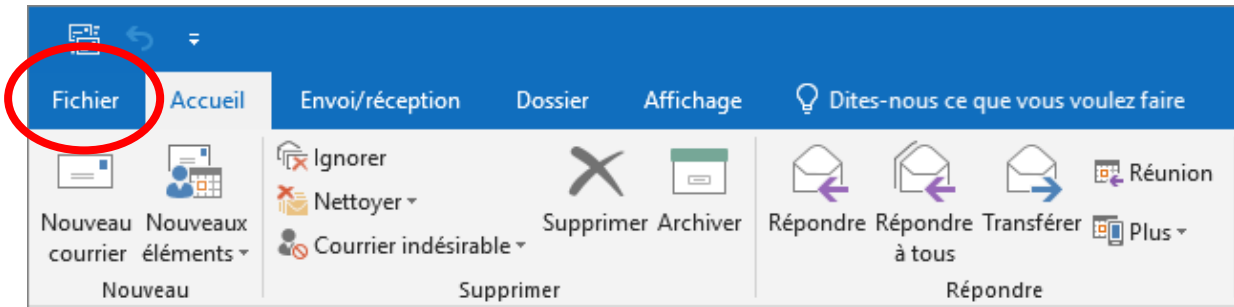 Fichier Accueil Envoi/réception Dossier Affichage Dites-nous ce que vous voulez faire
Nouveau
courrier
Nouveaux
éléments
Nouveau
Ignorer
Nettoyer
Courrier indésirable
Supprimer
Archiver
Supprimer
Répondre
Répondre
à tous
Transférer
Réunion
Plus
Répondre